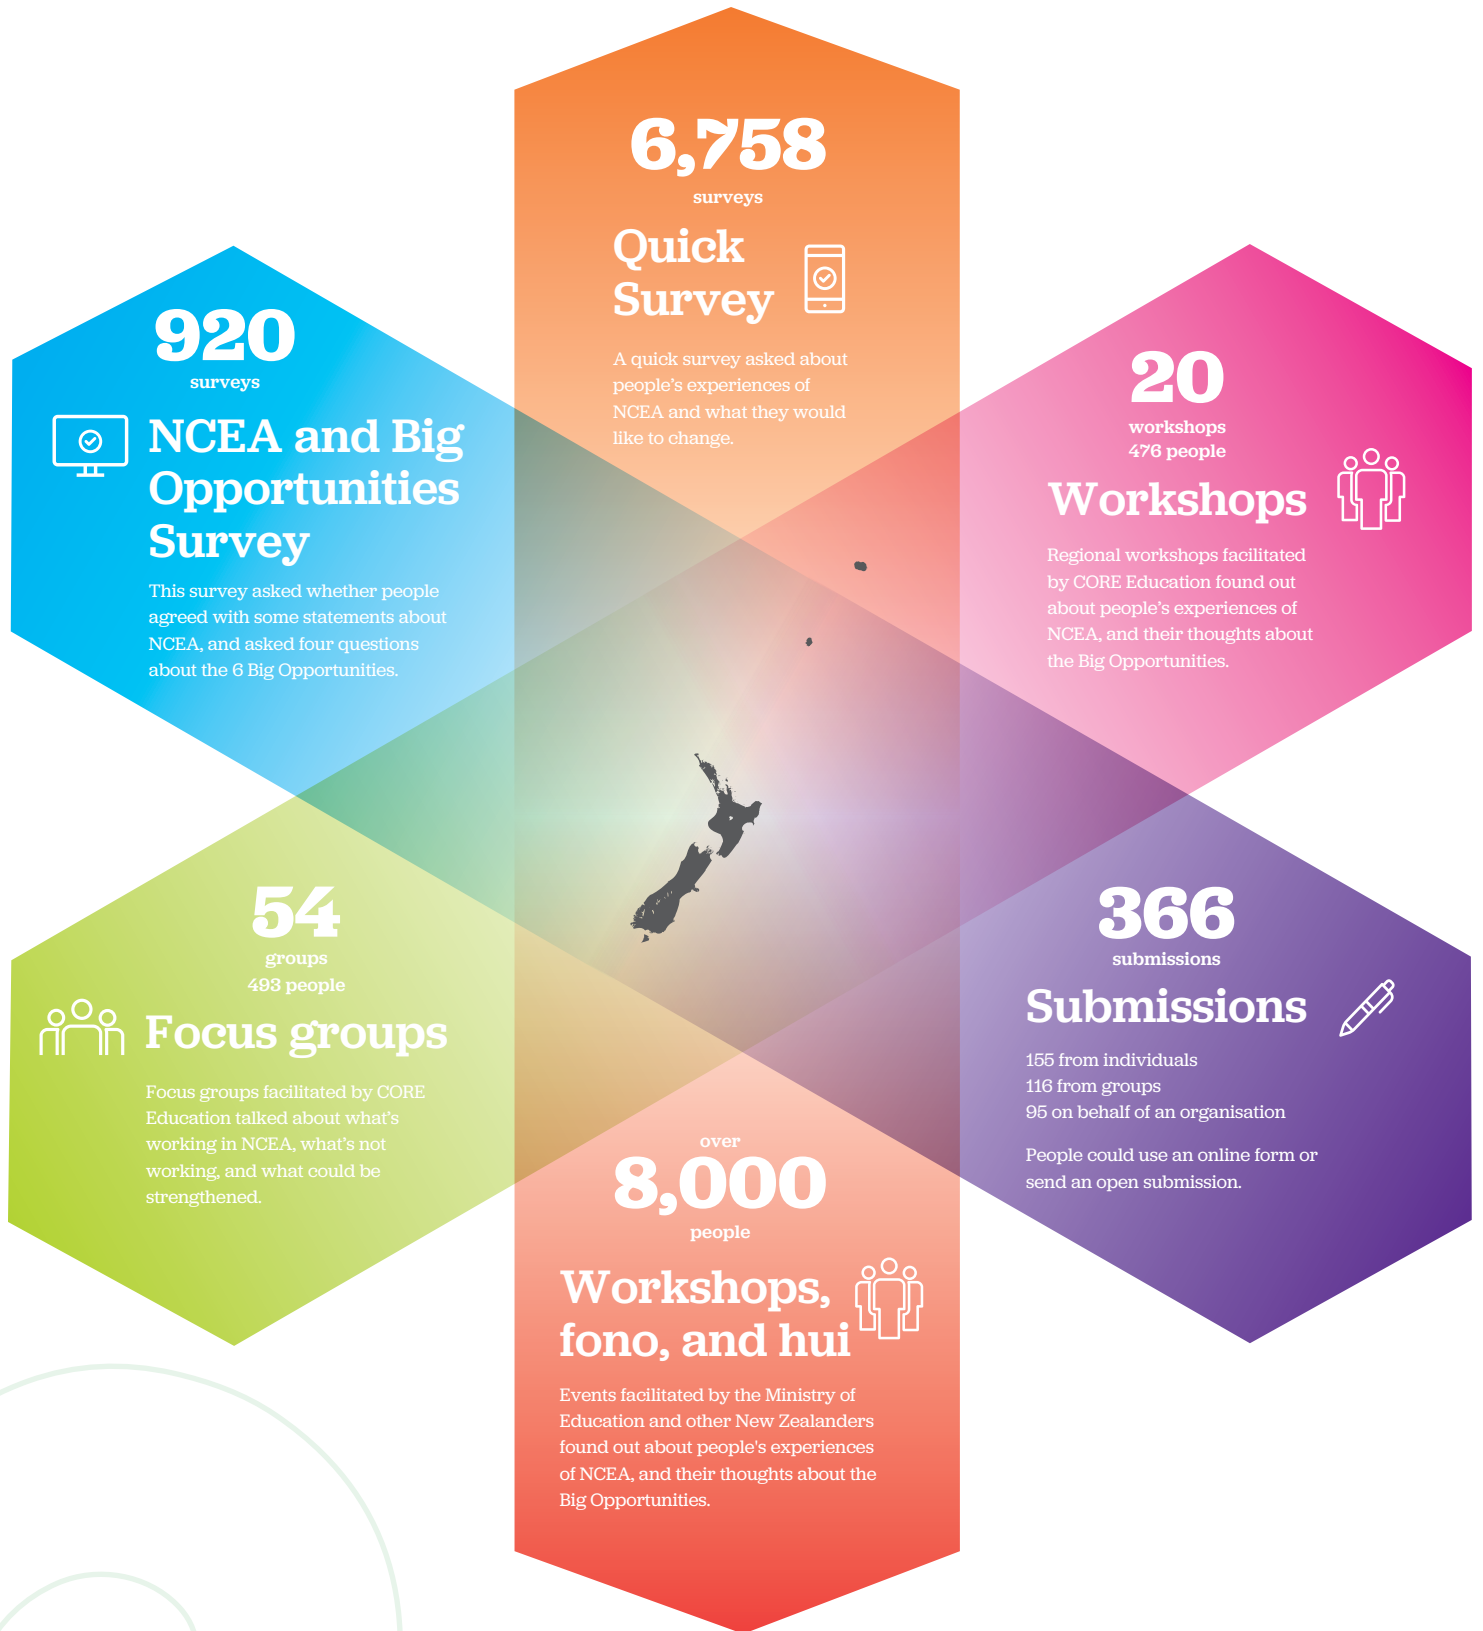 6,758
surveys
Quick
Survey
A quick survey asked about
people's experiences of
NCEA and what they would
like to change.
920
surveys
NCEA and Big
Opportunities
Survey
This survey asked whether people
agreed with some statements about
NCEA, and asked four questions
about the 6 Big Opportunities.
20
workshops
476 people
Workshops
Regional workshops facilitated
by CORE Education found out
about people's experiences of
NCEA, and their thoughts about
the Big Opportunities.
54
groups
493 people
Focus groups
Focus groups facilitated by CORE
Education talked about what's
working in NCEA, what's not
working, and what could be
strengthened.
366
submissions
Submissions
155 from individuals
116 from groups
95 on behalf of an organisation
People could use an online form or
send an open submission.
over
8,000
people
Workshops,
fono, and hui
Events facilitated by the Ministry of
Education and other New Zealanders
found out about people's experiences
of NCEA, and their thoughts about the
Big Opportunities.